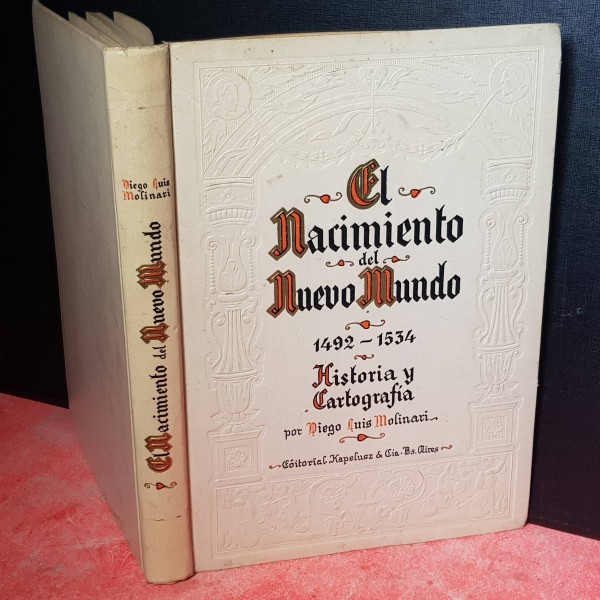 Diego Luis
Molinari
El Nacimiento del Nuevo Mundo
El
Nacimiento
del
Nuevo Mundo
1492 - 1534
Historia y
Cartografía
por Diego Luis Molinari
Editorial Kapelusz & Cia. Bs. Aires